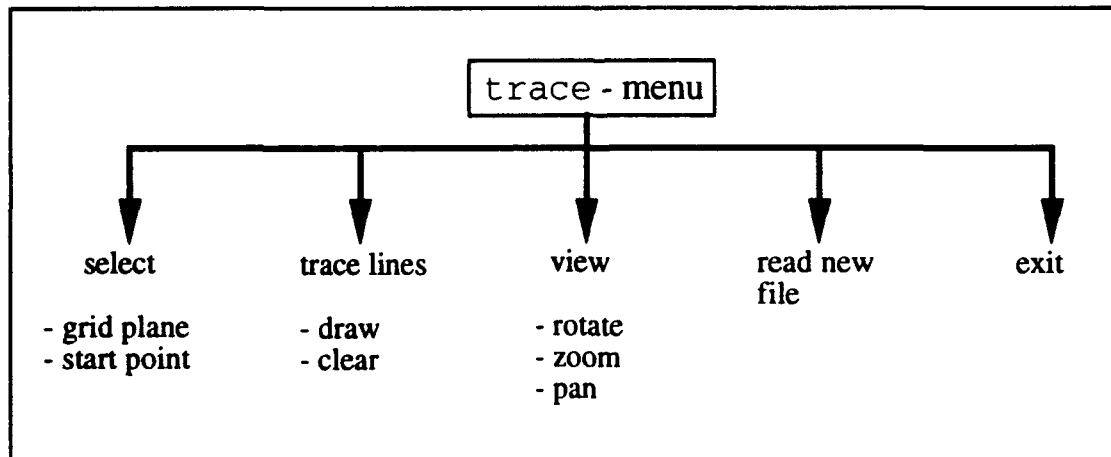 trace - menu
select
- grid plane
- start point
trace lines
- draw
- clear
view
- rotate
- zoom
- pan
read new
file
exit